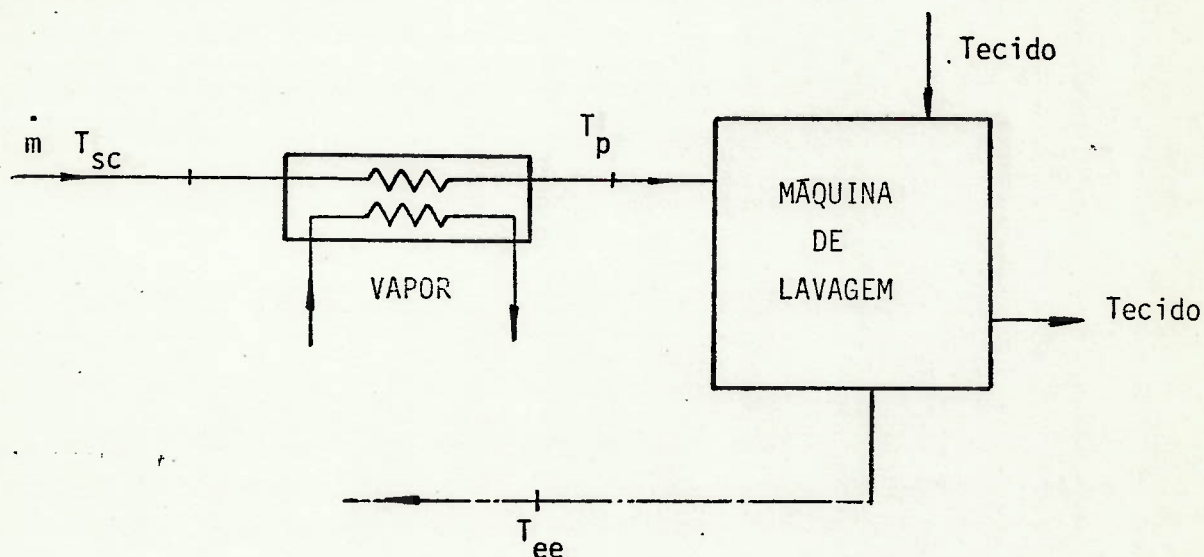 Tecido
ṁ T_sc
T_p
MÁQUINA
DE
LAVAGEM
VAPOR
Tecido
T_ee